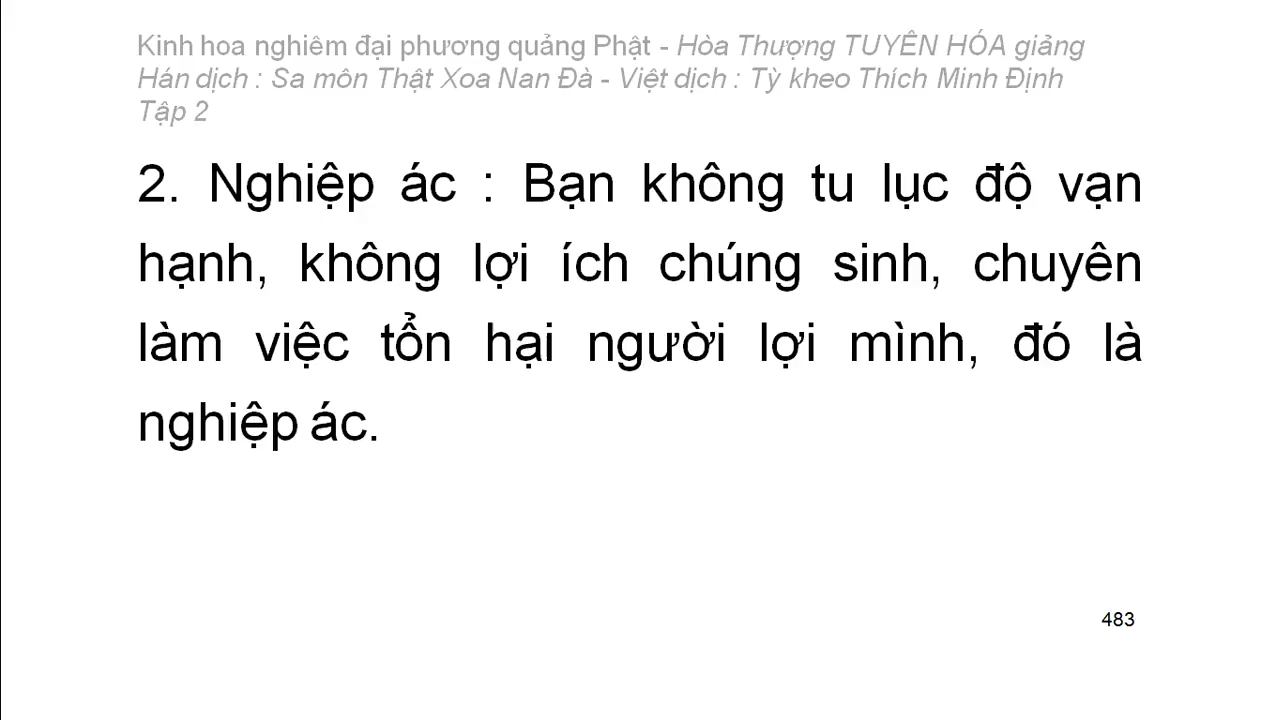 Kinh hoa nghiêm đại phương quảng Phật - Hòa Thượng TUYÊN HÓA giảng
Hán dịch : Sa môn Thật Xoa Nan Đà - Việt dịch : Tỳ kheo Thích Minh Định
Tập 2
2. Nghiệp ác : Bạn không tu lục độ vạn
hạnh, không lợi ích chúng sinh, chuyên
làm việc tổn hại người lợi mình, đó là
nghiệp ác.
483